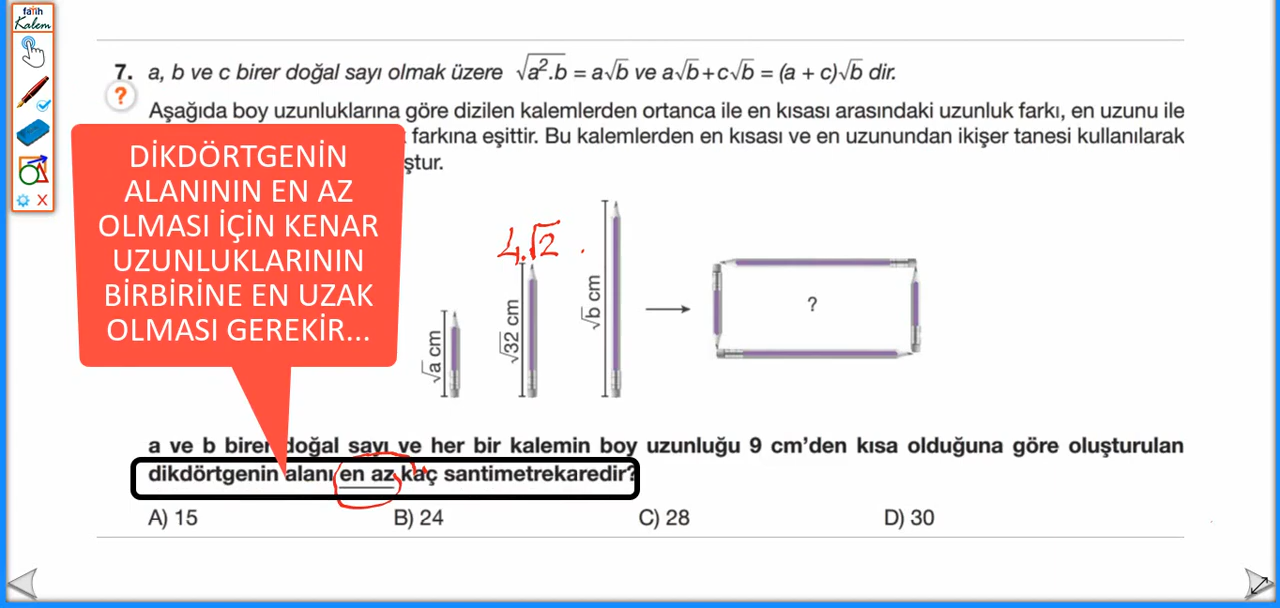 fatih
Kalem
7. a, b ve c birer doğal sayı olmak üzere √a².b = a√b ve a√b+c√b = (a + c)√b dir.
?
Aşağıda boy uzunluklarına göre dizilen kalemlerden ortanca ile en kısası arasındaki uzunluk farkı, en uzunu ile
farkına eşittir. Bu kalemlerden en kısası ve en uzunundan ikişer tanesi kullanılarak
ştur.
DİKDÖRTGENİN
ALANININ EN AZ
OLMASI İÇİN KENAR
UZUNLUKLARININ
BİRBİRİNE EN UZAK
OLMASI GEREKİR...
4.√2
√a cm
√32 cm
√b cm
?
a ve b birer doğal sayı ve her bir kalemin boy uzunluğu 9 cm'den kısa olduğuna göre oluşturulan
dikdörtgenin alanı en az kaç santimetrekaredir?
A) 15 B) 24 C) 28 D) 30